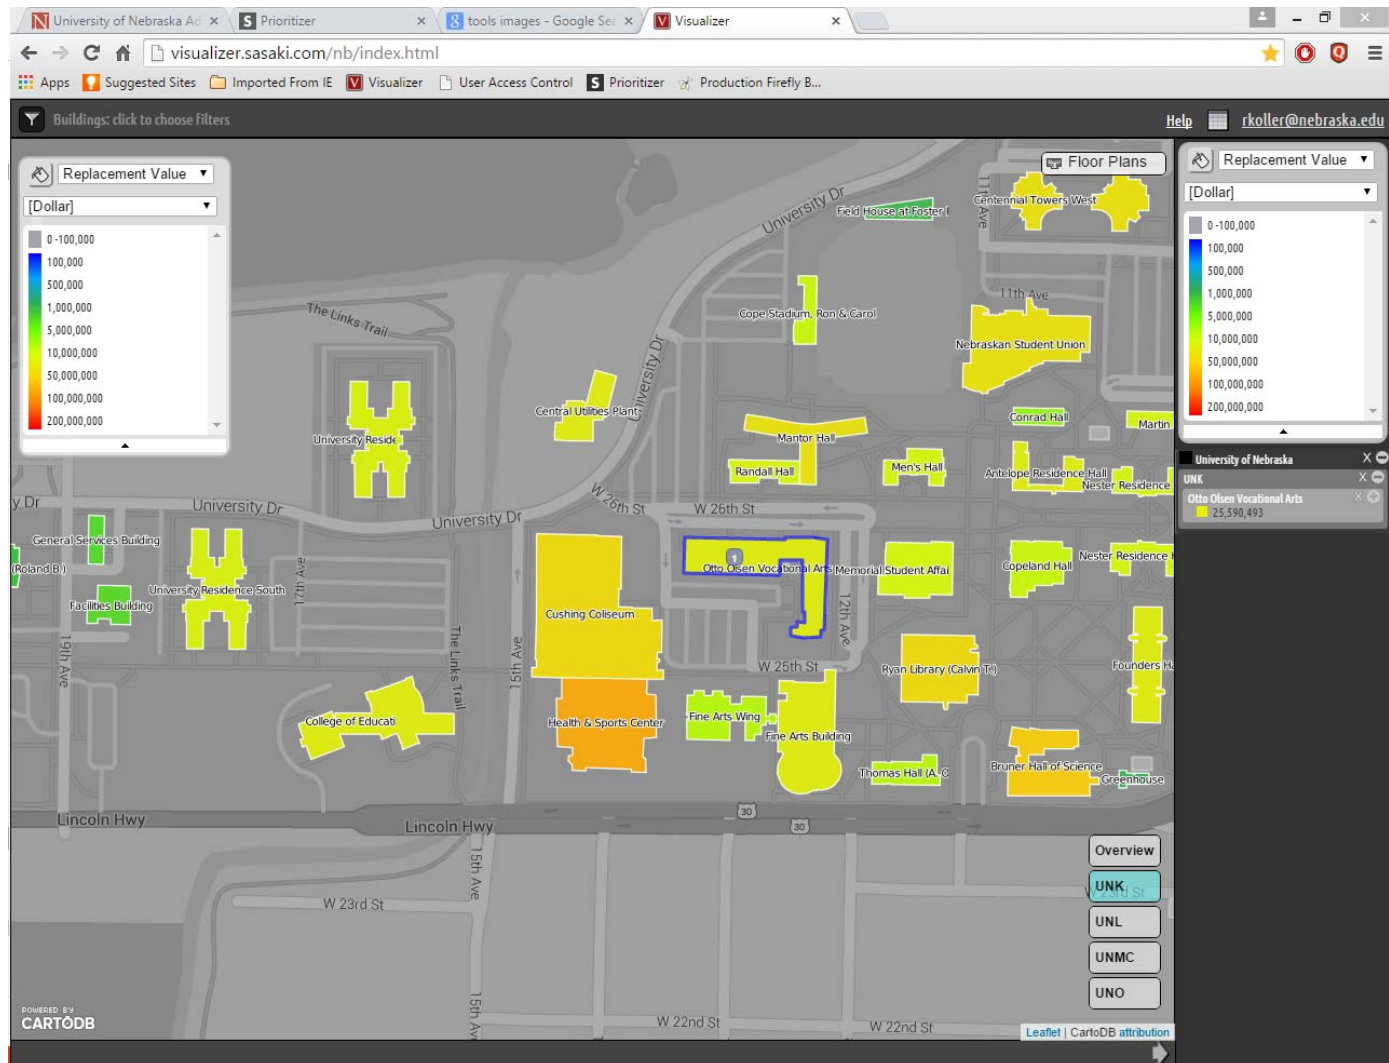 University of Nebraska Ad
Prioritizer
tools images - Google Sea
Visualizer
visualizer.sasaki.com/nb/index.html
Apps
Suggested Sites
Imported From IE
Visualizer
User Access Control
Prioritizer
Production Firefly B...
Buildings: click to choose filters
Help
rkoller@nebraska.edu
Replacement Value
[Dollar]
0 -100,000
100,000
500,000
1,000,000
5,000,000
10,000,000
50,000,000
100,000,000
200,000,000
Floor Plans
Replacement Value
[Dollar]
0 -100,000
100,000
500,000
1,000,000
5,000,000
10,000,000
50,000,000
100,000,000
200,000,000
University of Nebraska
X
UNK
X
Otto Olsen Vocational Arts
X
25,590,493
University Dr
Field House at Foster
11th Ave
Centennial Towers West
The Links Trail
Cope Stadium, Ron & Carol
11th Ave
Nebraskan Student Union
University Dr
Central Utilities Plant
University Reside
Conrad Hall
Martin
Mantor Hall
Randall Hall
Men's Hall
Antelope Residence Hall
Nester Residence
W 26th St
W 26th St
y Dr
University Dr
University Dr
General Services Building
(Roland B.)
1
Otto Olsen Vocational Arts
Memorial Student Affai
Copeland Hall
Nester Residence H
17th Ave
University Residence South
Facilities Building
Cushing Coliseum
12th Ave
19th Ave
The Links Trail
15th Ave
W 25th St
Ryan Library (Calvin T.)
Founders Ha
College of Educati
Health & Sports Center
Fine Arts Wing
Fine Arts Building
Thomas Hall (A. O
Bruner Hall of Science
Greenhouse
Lincoln Hwy
Lincoln Hwy
30
30
15th Ave
W 23rd St
W 23rd St
15th Av
W 22nd St
W 22nd St
Overview
UNK
UNL
UNMC
UNO
POWERED BY
CARTODB
Leaflet | CartoDB attribution